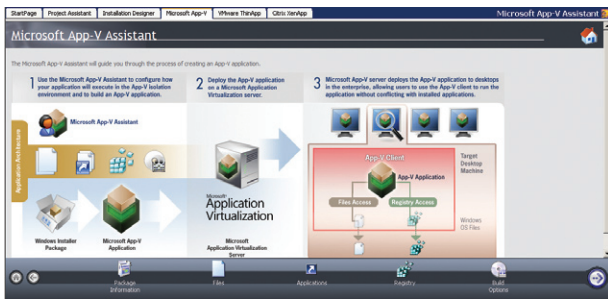 StartPage Project Assistant Installation Designer Microsoft App-V VMware ThinApp Citrix XenApp Microsoft App-V Assistant
Microsoft App-V Assistant
The Microsoft App-V Assistant will guide you through the process of creating an App-V application.
1 Use the Microsoft App-V Assistant to configure how
your application will execute in the App-V isolation
environment and to build an App-V application.
2 Deploy the App-V application
on a Microsoft Application
Virtualization server.
3 Microsoft App-V server deploys the App-V application to desktops
in the enterprise, allowing users to use the App-V client to run the
application without conflicting with installed applications.
Microsoft App-V Assistant
Application Architecture
Windows Installer
Package
Microsoft App-V
Application
Microsoft
Application
Virtualization
Microsoft
Application Virtualization
Server
App-V Client
App-V Application
Files Access
Registry Access
Target
Desktop
Machine
Windows
OS Files
Package
Information
Files
Applications
Registry
Build
Options